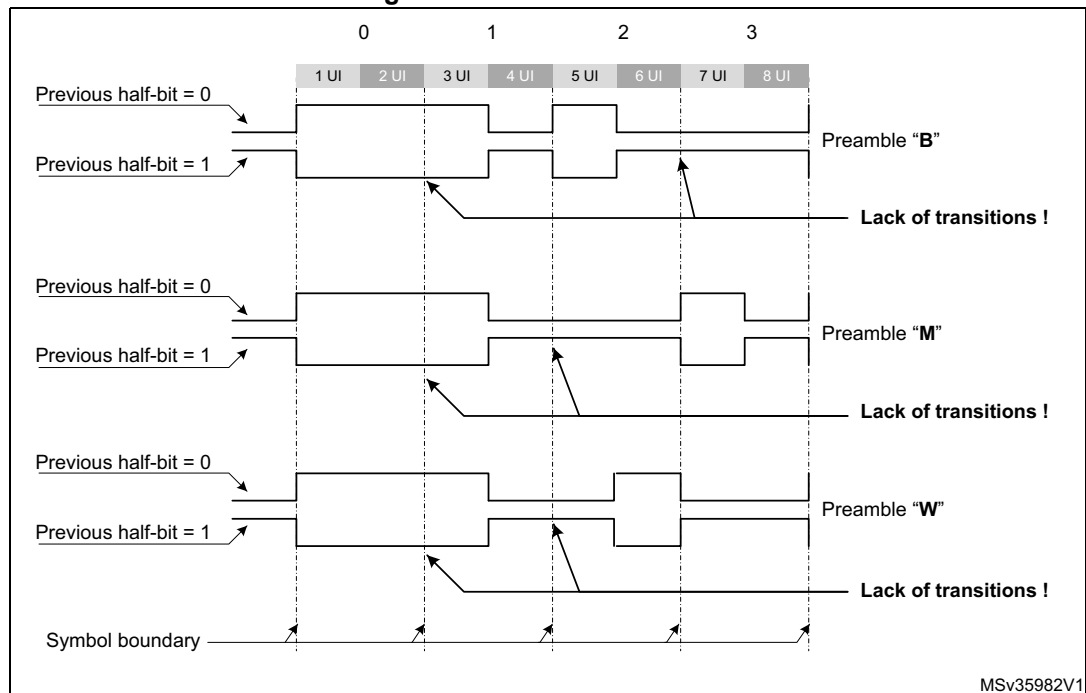 0 1 2 3
1 UI 2 UI 3 UI 4 UI 5 UI 6 UI 7 UI 8 UI
Previous half-bit = 0
Preamble “B”
Previous half-bit = 1
Lack of transitions !
Previous half-bit = 0
Preamble “M”
Previous half-bit = 1
Lack of transitions !
Previous half-bit = 0
Preamble “W”
Previous half-bit = 1
Lack of transitions !
Symbol boundary
MSv35982V1